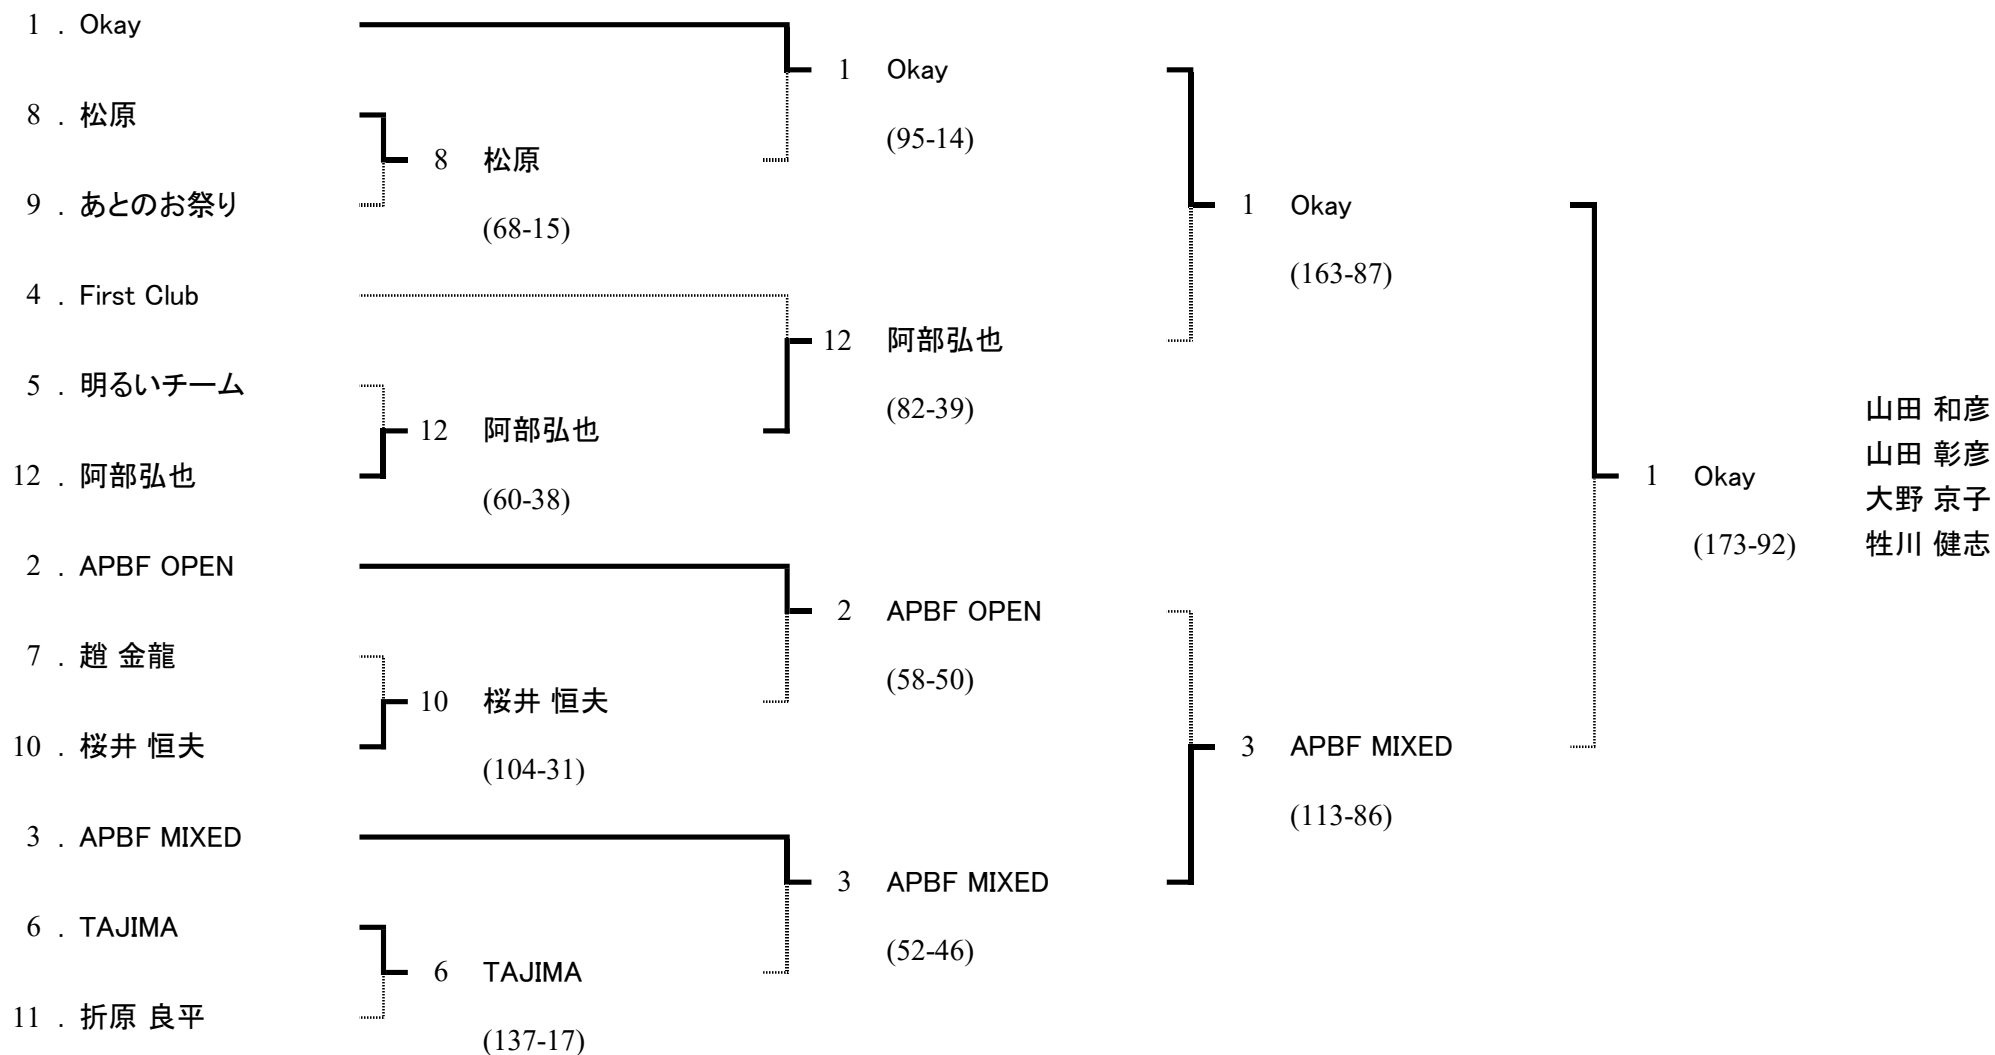 1 . Okay
8 . 松原
9 . あとのお祭り
4 . First Club
5 . 明るいチーム
12 . 阿部弘也
2 . APBF OPEN
7 . 趙 金龍
10 . 桜井 恒夫
3 . APBF MIXED
6 . TAJIMA
11 . 折原 良平
8 松原
(68-15)
12 阿部弘也
(60-38)
10 桜井 恒夫
(104-31)
6 TAJIMA
(137-17)
1 Okay
(95-14)
12 阿部弘也
(82-39)
2 APBF OPEN
(58-50)
3 APBF MIXED
(52-46)
1 Okay
(163-87)
3 APBF MIXED
(113-86)
1 Okay
(173-92)
山田 和彦
山田 彰彦
大野 京子
牲川 健志